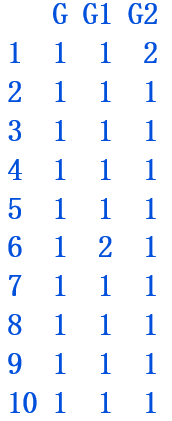 G G1 G2
1 1 1 2
2 1 1 1
3 1 1 1
4 1 1 1
5 1 1 1
6 1 2 1
7 1 1 1
8 1 1 1
9 1 1 1
10 1 1 1